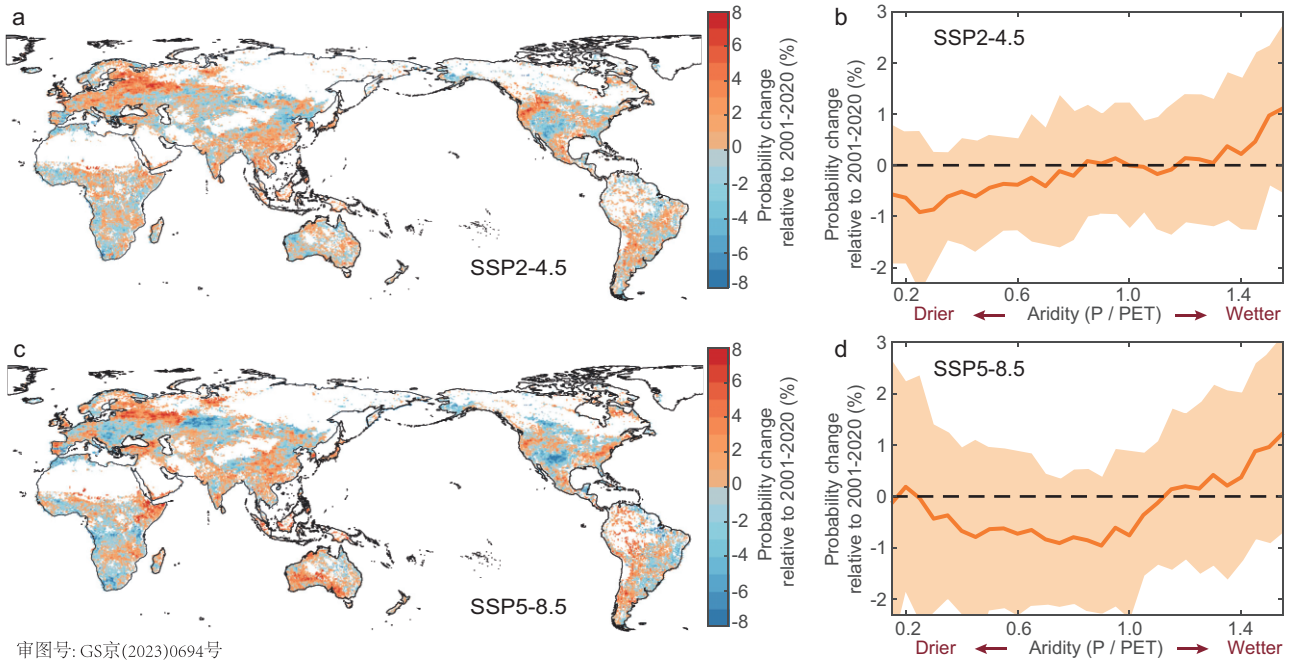 a
SSP2-4.5
8
6
4
2
0
-2
-4
-6
-8
Probability change
relative to 2001-2020 (%)
b
SSP2-4.5
3
2
1
0
-1
-2
Probability change
relative to 2001-2020 (%)
0.2 0.6 1.0 1.4
Drier Aridity (P / PET) Wetter
c
SSP5-8.5
8
6
4
2
0
-2
-4
-6
-8
Probability change
relative to 2001-2020 (%)
d
SSP5-8.5
3
2
1
0
-1
-2
Probability change
relative to 2001-2020 (%)
0.2 0.6 1.0 1.4
Drier Aridity (P / PET) Wetter
审图号: GS京(2023)0694号